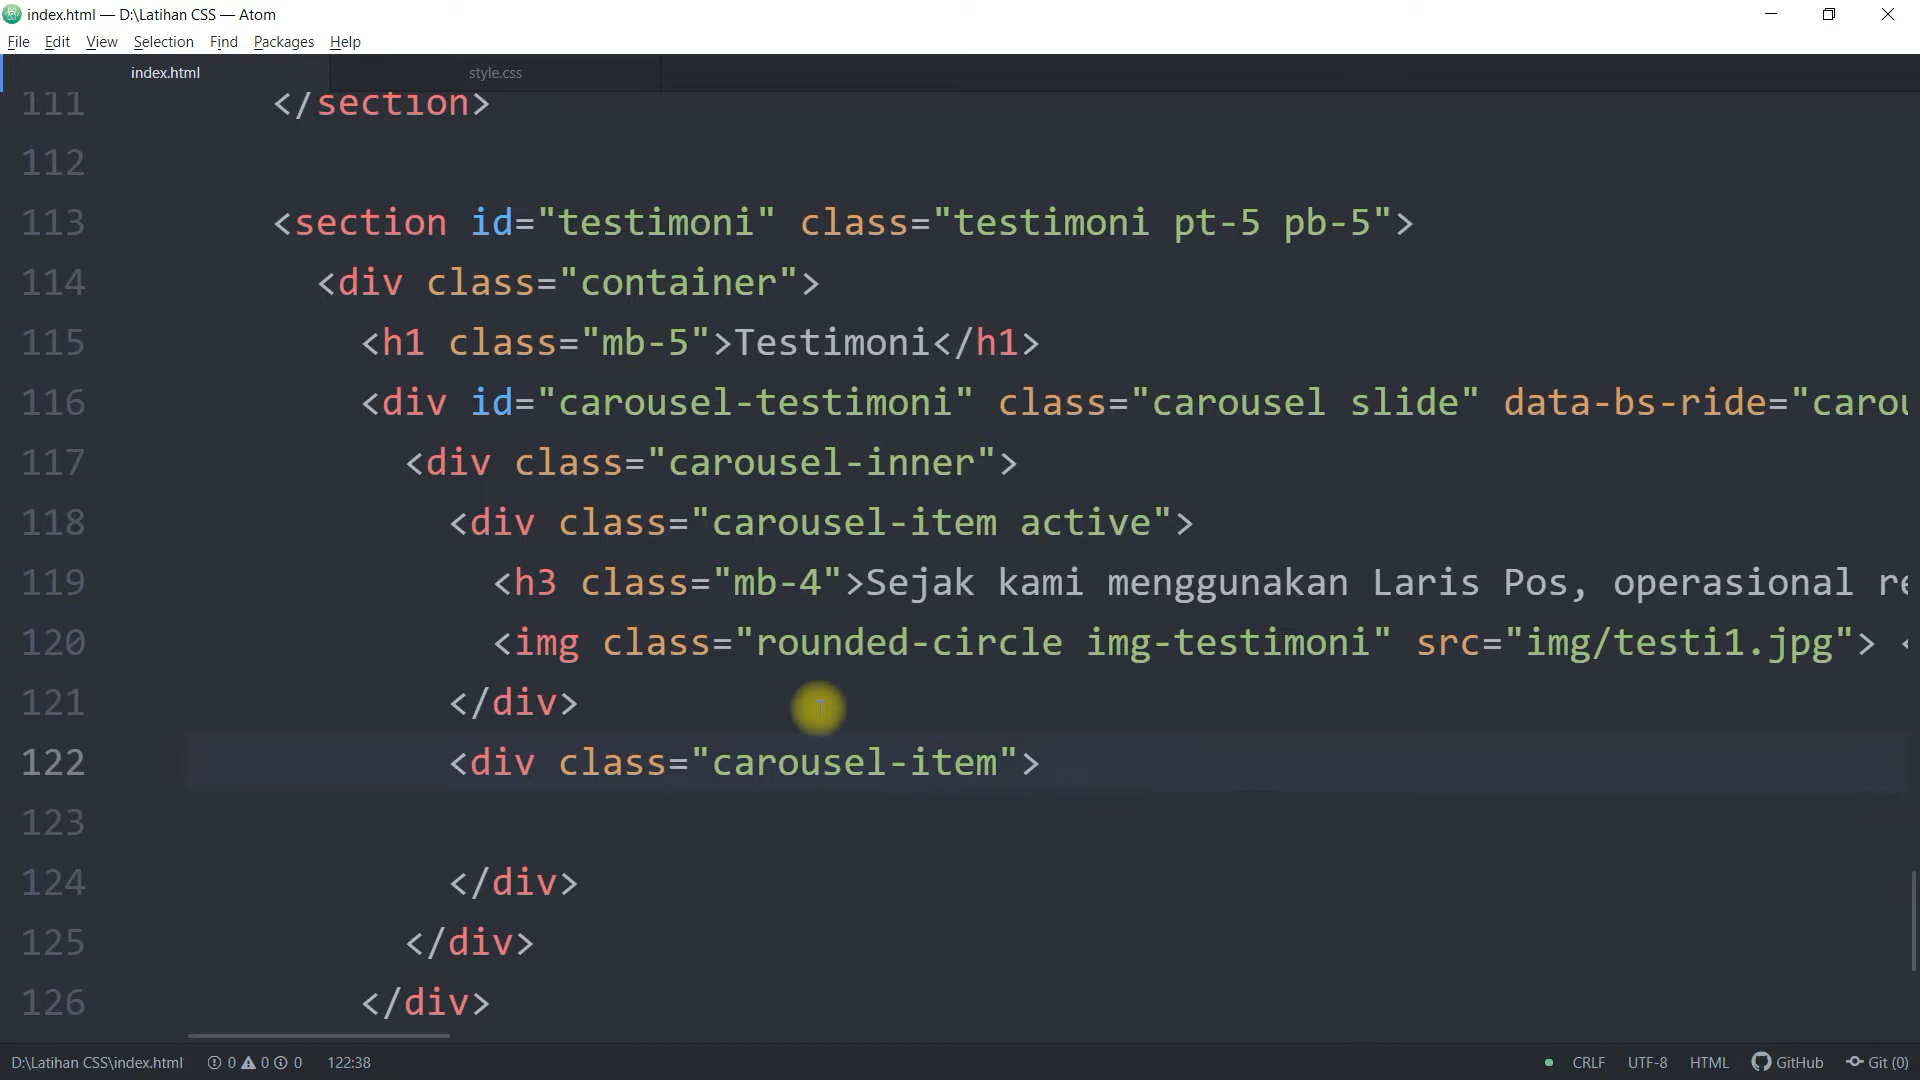 index.html — D:\Latihan CSS — Atom
File Edit View Selection Find Packages Help
index.html style.css
111 </section>
112
113 <section id="testimoni" class="testimoni pt-5 pb-5">
114 <div class="container">
115 <h1 class="mb-5">Testimoni</h1>
116 <div id="carousel-testimoni" class="carousel slide" data-bs-ride="carou
117 <div class="carousel-inner">
118 <div class="carousel-item active">
119 <h3 class="mb-4">Sejak kami menggunakan Laris Pos, operasional re
120 <img class="rounded-circle img-testimoni" src="img/testi1.jpg"> <
121 </div>
122 <div class="carousel-item">
123
124 </div>
125 </div>
126 </div>
D:\Latihan CSS\index.html 0 0 0 122:38 CRLF UTF-8 HTML GitHub Git (0)